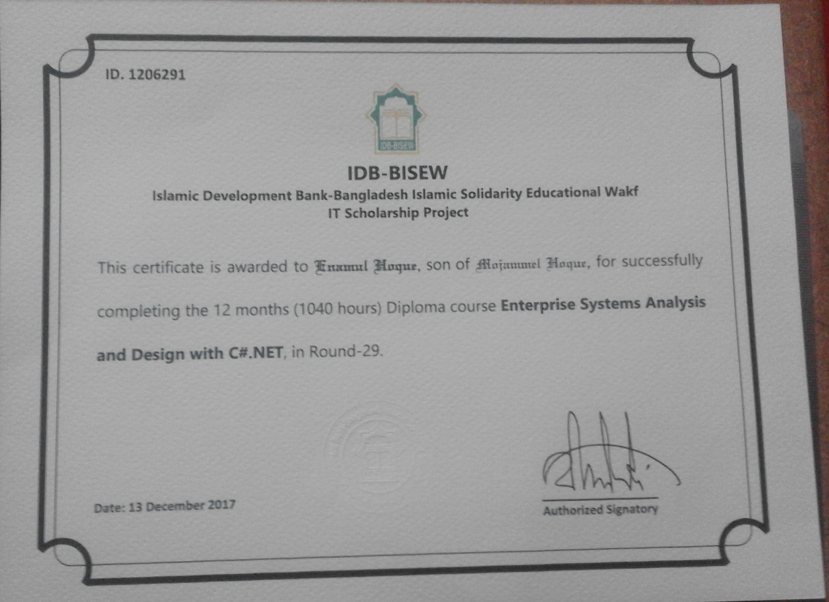 ID. 1206291
IDB-BISEW
IDB-BISEW
Islamic Development Bank-Bangladesh Islamic Solidarity Educational Wakf
IT Scholarship Project
This certificate is awarded to Enamul Hoque, son of Mojammel Hoque, for successfully
completing the 12 months (1040 hours) Diploma course Enterprise Systems Analysis
and Design with C#.NET, in Round-29.
Date: 13 December 2017
Authorized Signatory